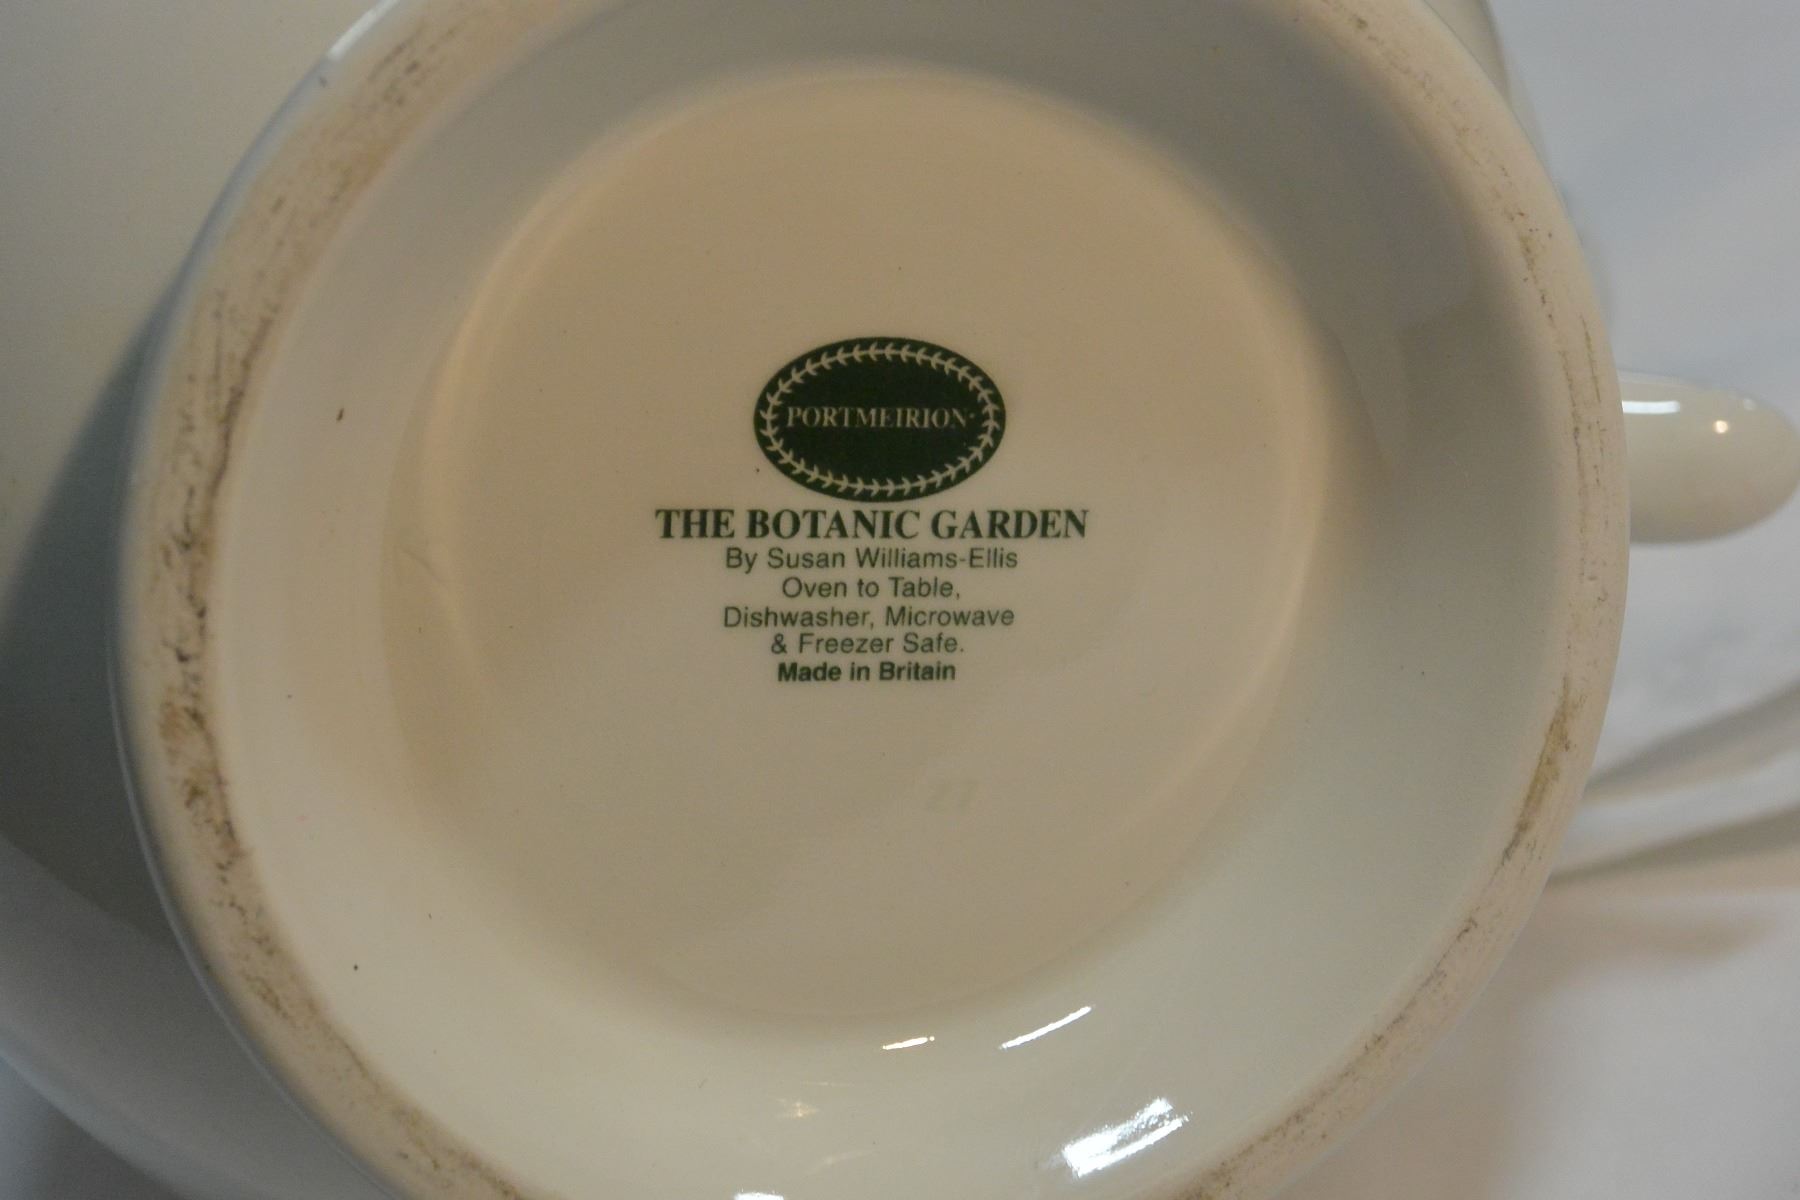 PORTMEIRION
THE BOTANIC GARDEN
By Susan Williams-Ellis
Oven to Table,
Dishwasher, Microwave
& Freezer Safe.
Made in Britain